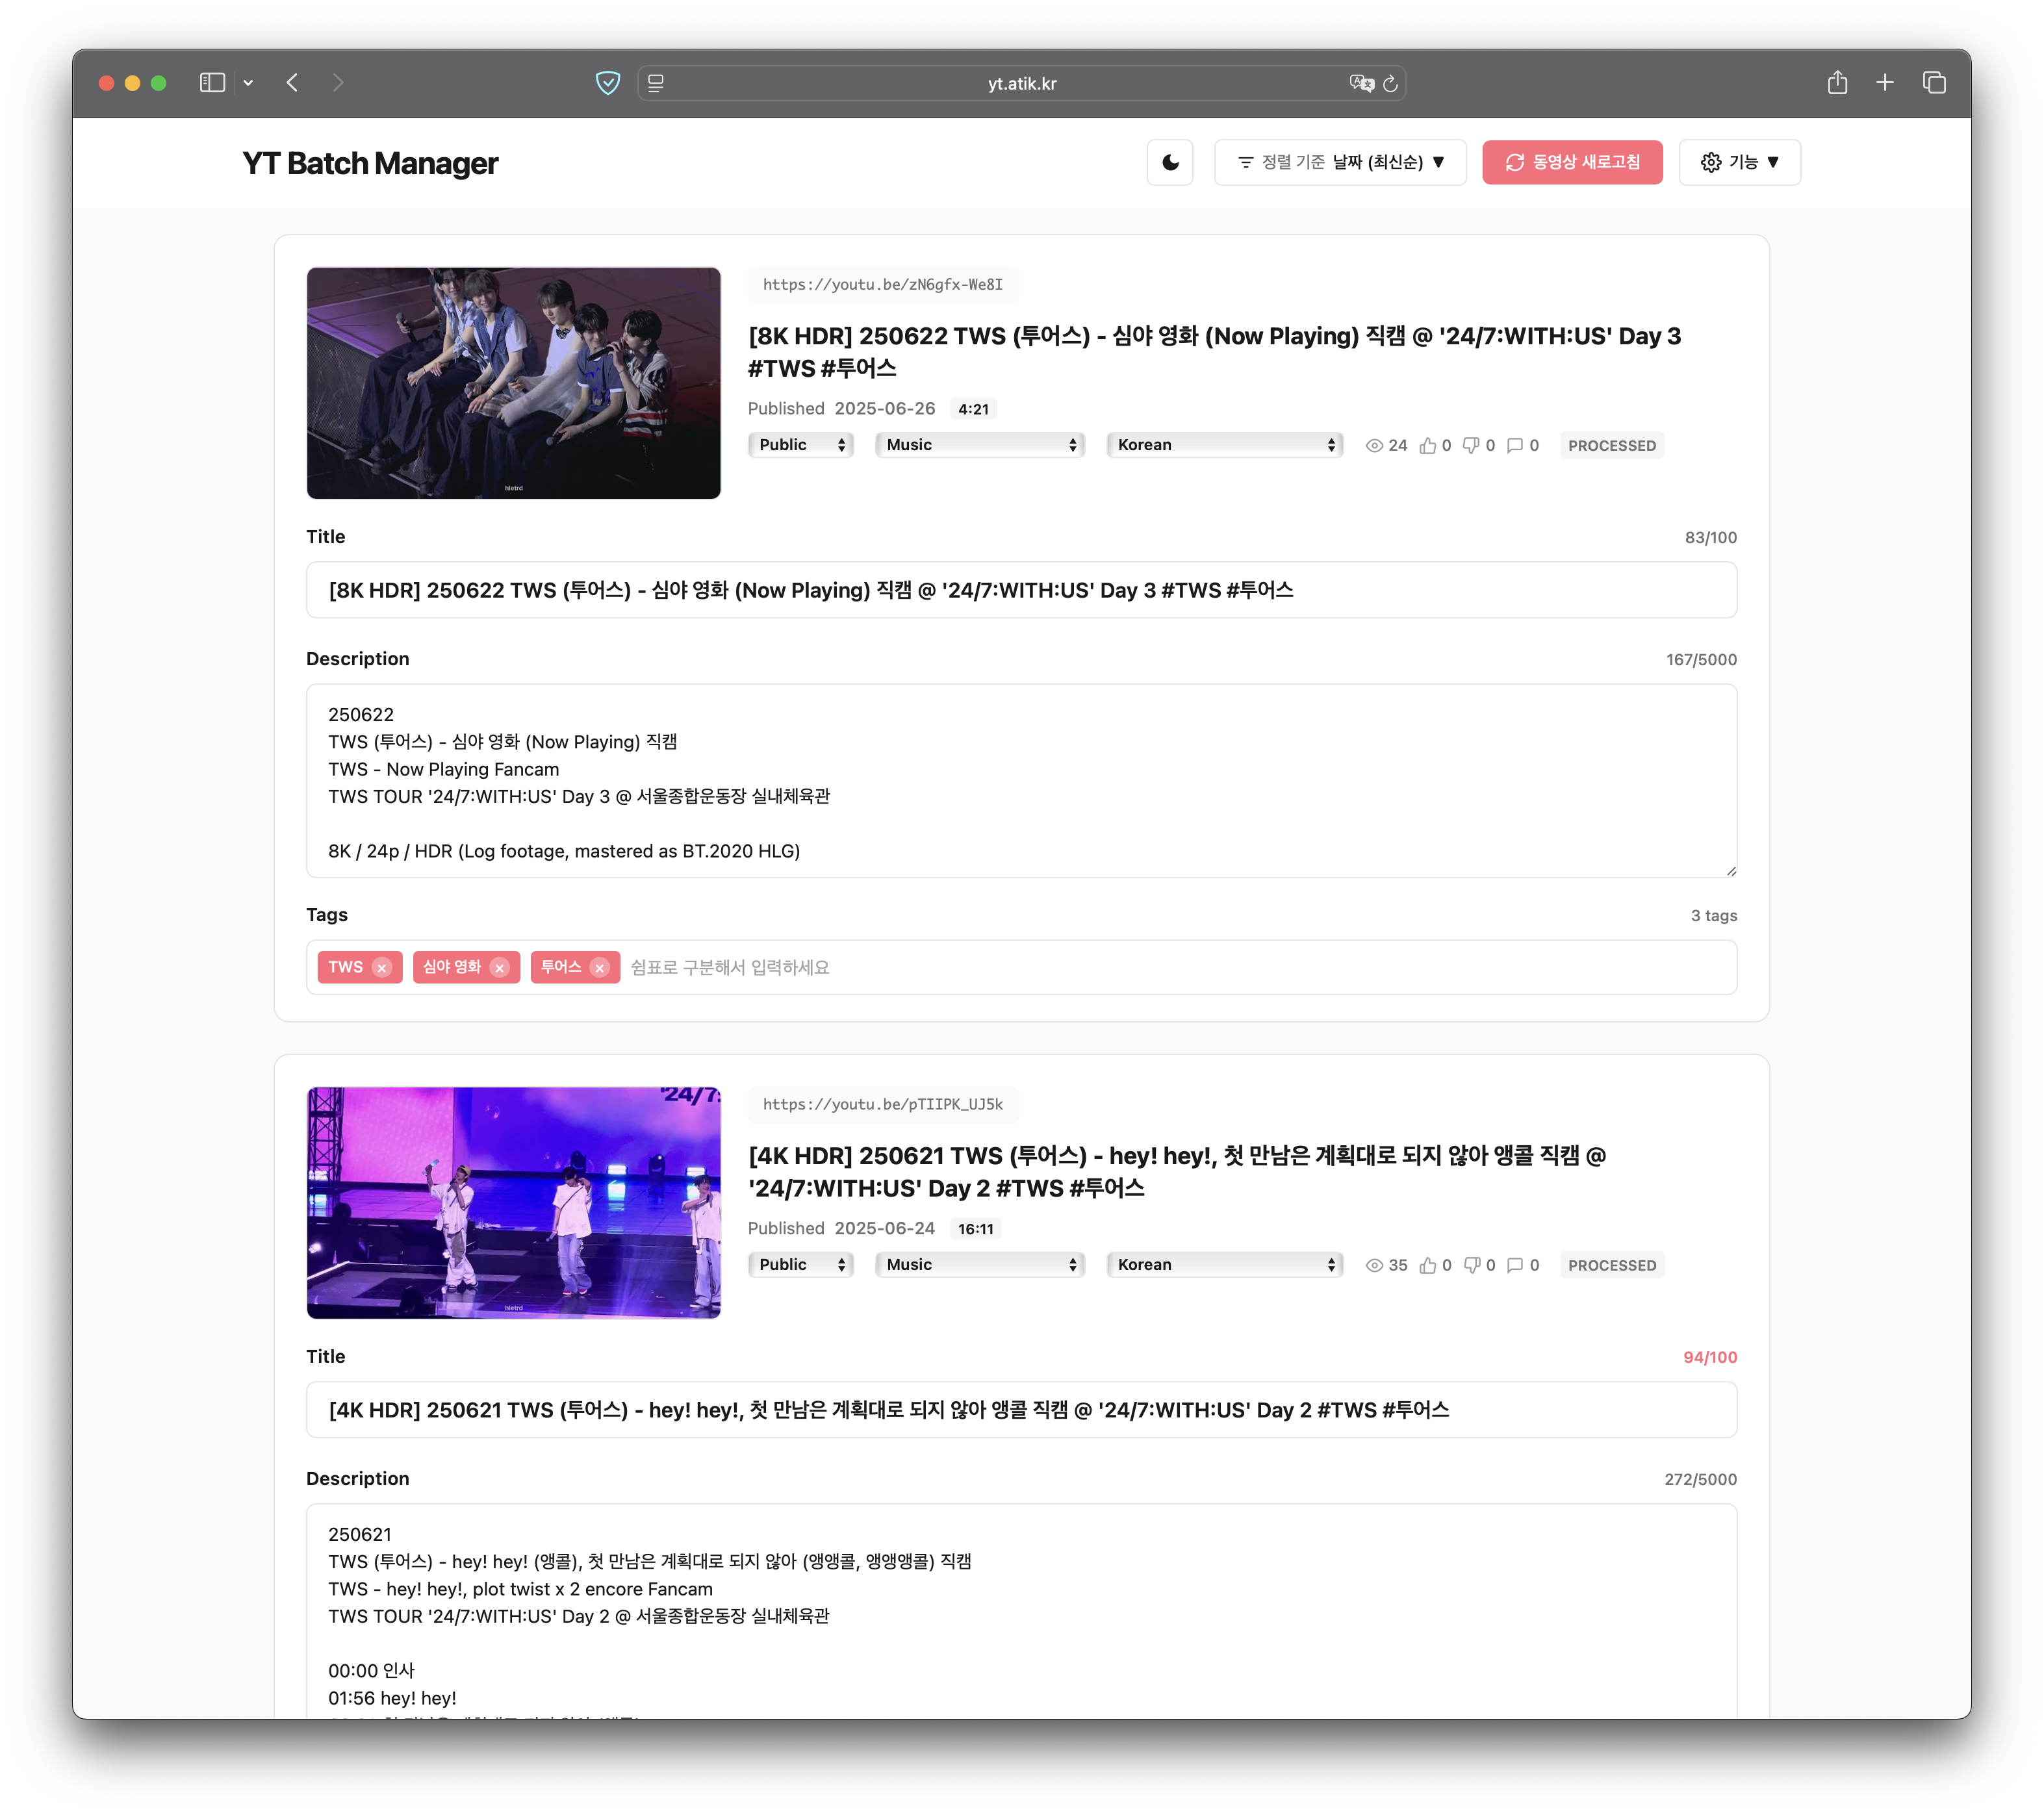 yt.atik.kr
YT Batch Manager
정렬 기준 날짜 (최신순) ▼
동영상 새로고침
기능 ▼
https://youtu.be/zN6gfx-We8I
[8K HDR] 250622 TWS (투어스) - 심야 영화 (Now Playing) 직캠 @ '24/7:WITH:US' Day 3
#TWS #투어스
Published 2025-06-26 4:21
Public Music Korean 24 0 0 0 PROCESSED
hletrd
Title 83/100
[8K HDR] 250622 TWS (투어스) - 심야 영화 (Now Playing) 직캠 @ '24/7:WITH:US' Day 3 #TWS #투어스
Description 167/5000
250622
TWS (투어스) - 심야 영화 (Now Playing) 직캠
TWS - Now Playing Fancam
TWS TOUR '24/7:WITH:US' Day 3 @ 서울종합운동장 실내체육관
8K / 24p / HDR (Log footage, mastered as BT.2020 HLG)
Tags 3 tags
TWS × 심야 영화 × 투어스 × 쉼표로 구분해서 입력하세요
'24/7:
https://youtu.be/pTIIPK_UJ5k
[4K HDR] 250621 TWS (투어스) - hey! hey!, 첫 만남은 계획대로 되지 않아 앵콜 직캠 @
'24/7:WITH:US' Day 2 #TWS #투어스
Published 2025-06-24 16:11
Public Music Korean 35 0 0 0 PROCESSED
hletrd
Title 94/100
[4K HDR] 250621 TWS (투어스) - hey! hey!, 첫 만남은 계획대로 되지 않아 앵콜 직캠 @ '24/7:WITH:US' Day 2 #TWS #투어스
Description 272/5000
250621
TWS (투어스) - hey! hey! (앵콜), 첫 만남은 계획대로 되지 않아 (앵앵콜, 앵앵앵콜) 직캠
TWS - hey! hey!, plot twist x 2 encore Fancam
TWS TOUR '24/7:WITH:US' Day 2 @ 서울종합운동장 실내체육관
00:00 인사
01:56 hey! hey!